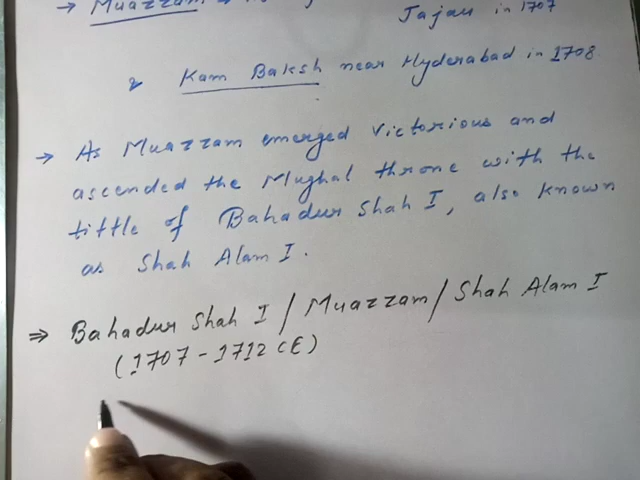 → Muazzam →
Jajau in 1707
& Kam Baksh near Hyderabad in 1708
→ As Muazzam emerged victorious and
ascended the Mughal throne with the
tittle of Bahadur Shah I, also known
as Shah Alam I.
⇒ Bahadur Shah I / Muazzam / Shah Alam I
(1707 - 1712 CE)